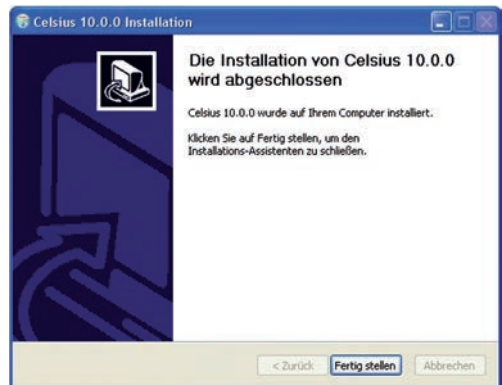 Celsius 10.0.0 Installation
Die Installation von Celsius 10.0.0
wird abgeschlossen
Celsius 10.0.0 wurde auf Ihrem Computer installiert.
Klicken Sie auf Fertig stellen, um den
Installations-Assistenten zu schließen.
< Zurück Fertig stellen Abbrechen